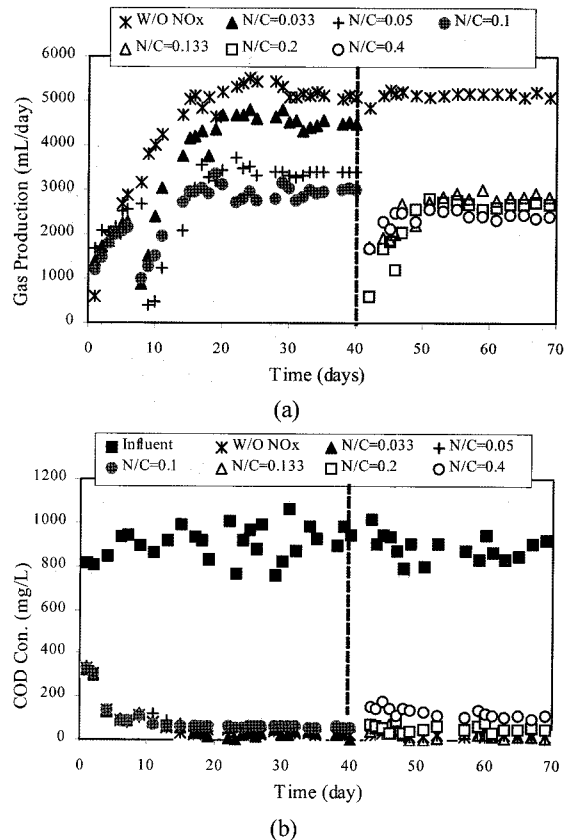 W/O NOx N/C=0.033 N/C=0.05 N/C=0.1
N/C=0.133 N/C=0.2 N/C=0.4
Gas Production (mL/day)
6000
5000
4000
3000
2000
1000
0
0 10 20 30 40 50 60 70
Time (days)
(a)
Influent W/O NOx N/C=0.033 N/C=0.05
N/C=0.1 N/C=0.133 N/C=0.2 N/C=0.4
COD Con. (mg/L)
1200
1000
800
600
400
200
0
0 10 20 30 40 50 60 70
Time (day)
(b)